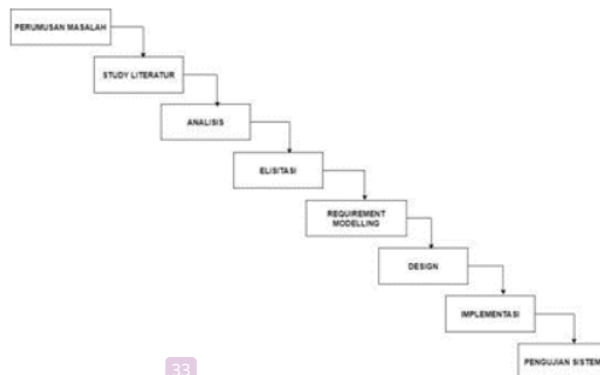 PERUMUSAN MASALAH
STUDY LITERATUR
ANALISIS
ELISITASI
REQUIREMENT
MODELLING
DESIGN
IMPLEMENTASI
PENGUJIAN SISTEM
33